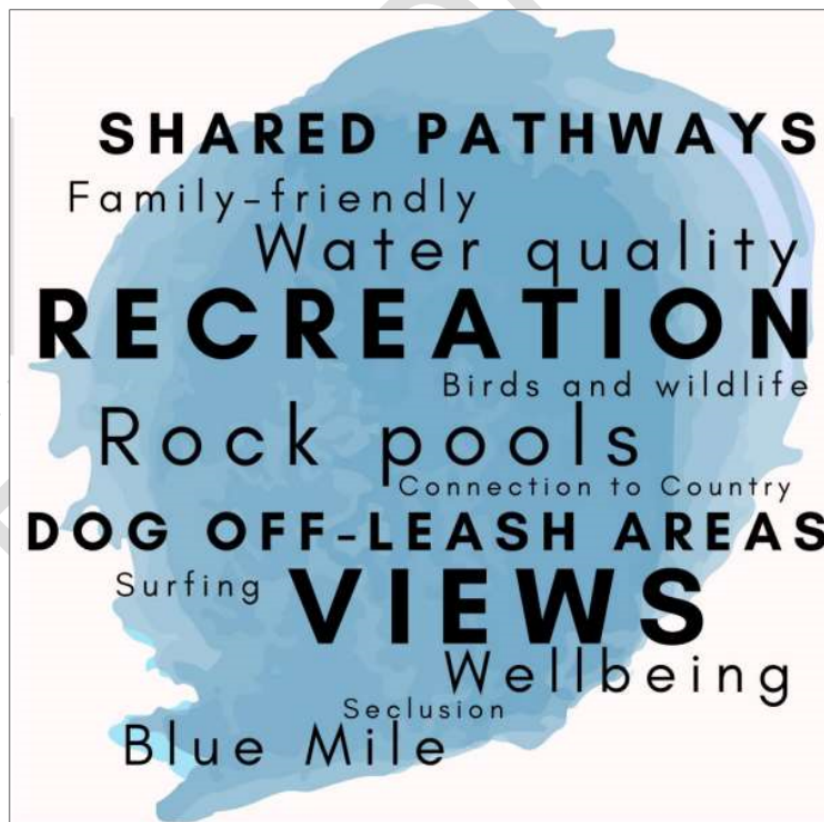 SHARED PATHWAYS
Family-friendly
Water quality
RECREATION
Birds and wildlife
Rock pools
Connection to Country
DOG OFF-LEASH AREAS
Surfing VIEWS
Wellbeing
Seclusion
Blue Mile